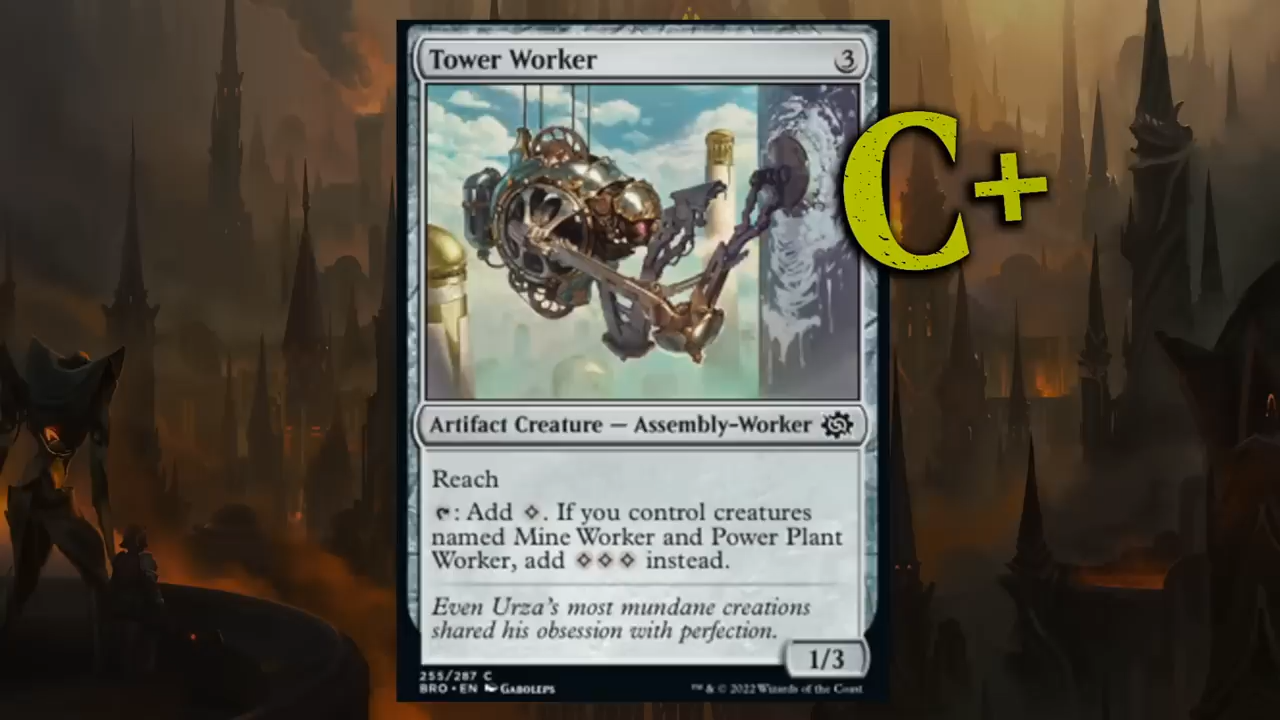 Tower Worker 3
C+
Artifact Creature — Assembly-Worker
Reach
: Add . If you control creatures
named Mine Worker and Power Plant
Worker, add instead.
Even Urza's most mundane creations
shared his obsession with perfection.
1/3
255/287 C
BRO • EN Gaboleps
™ & © 2022 Wizards of the Coast